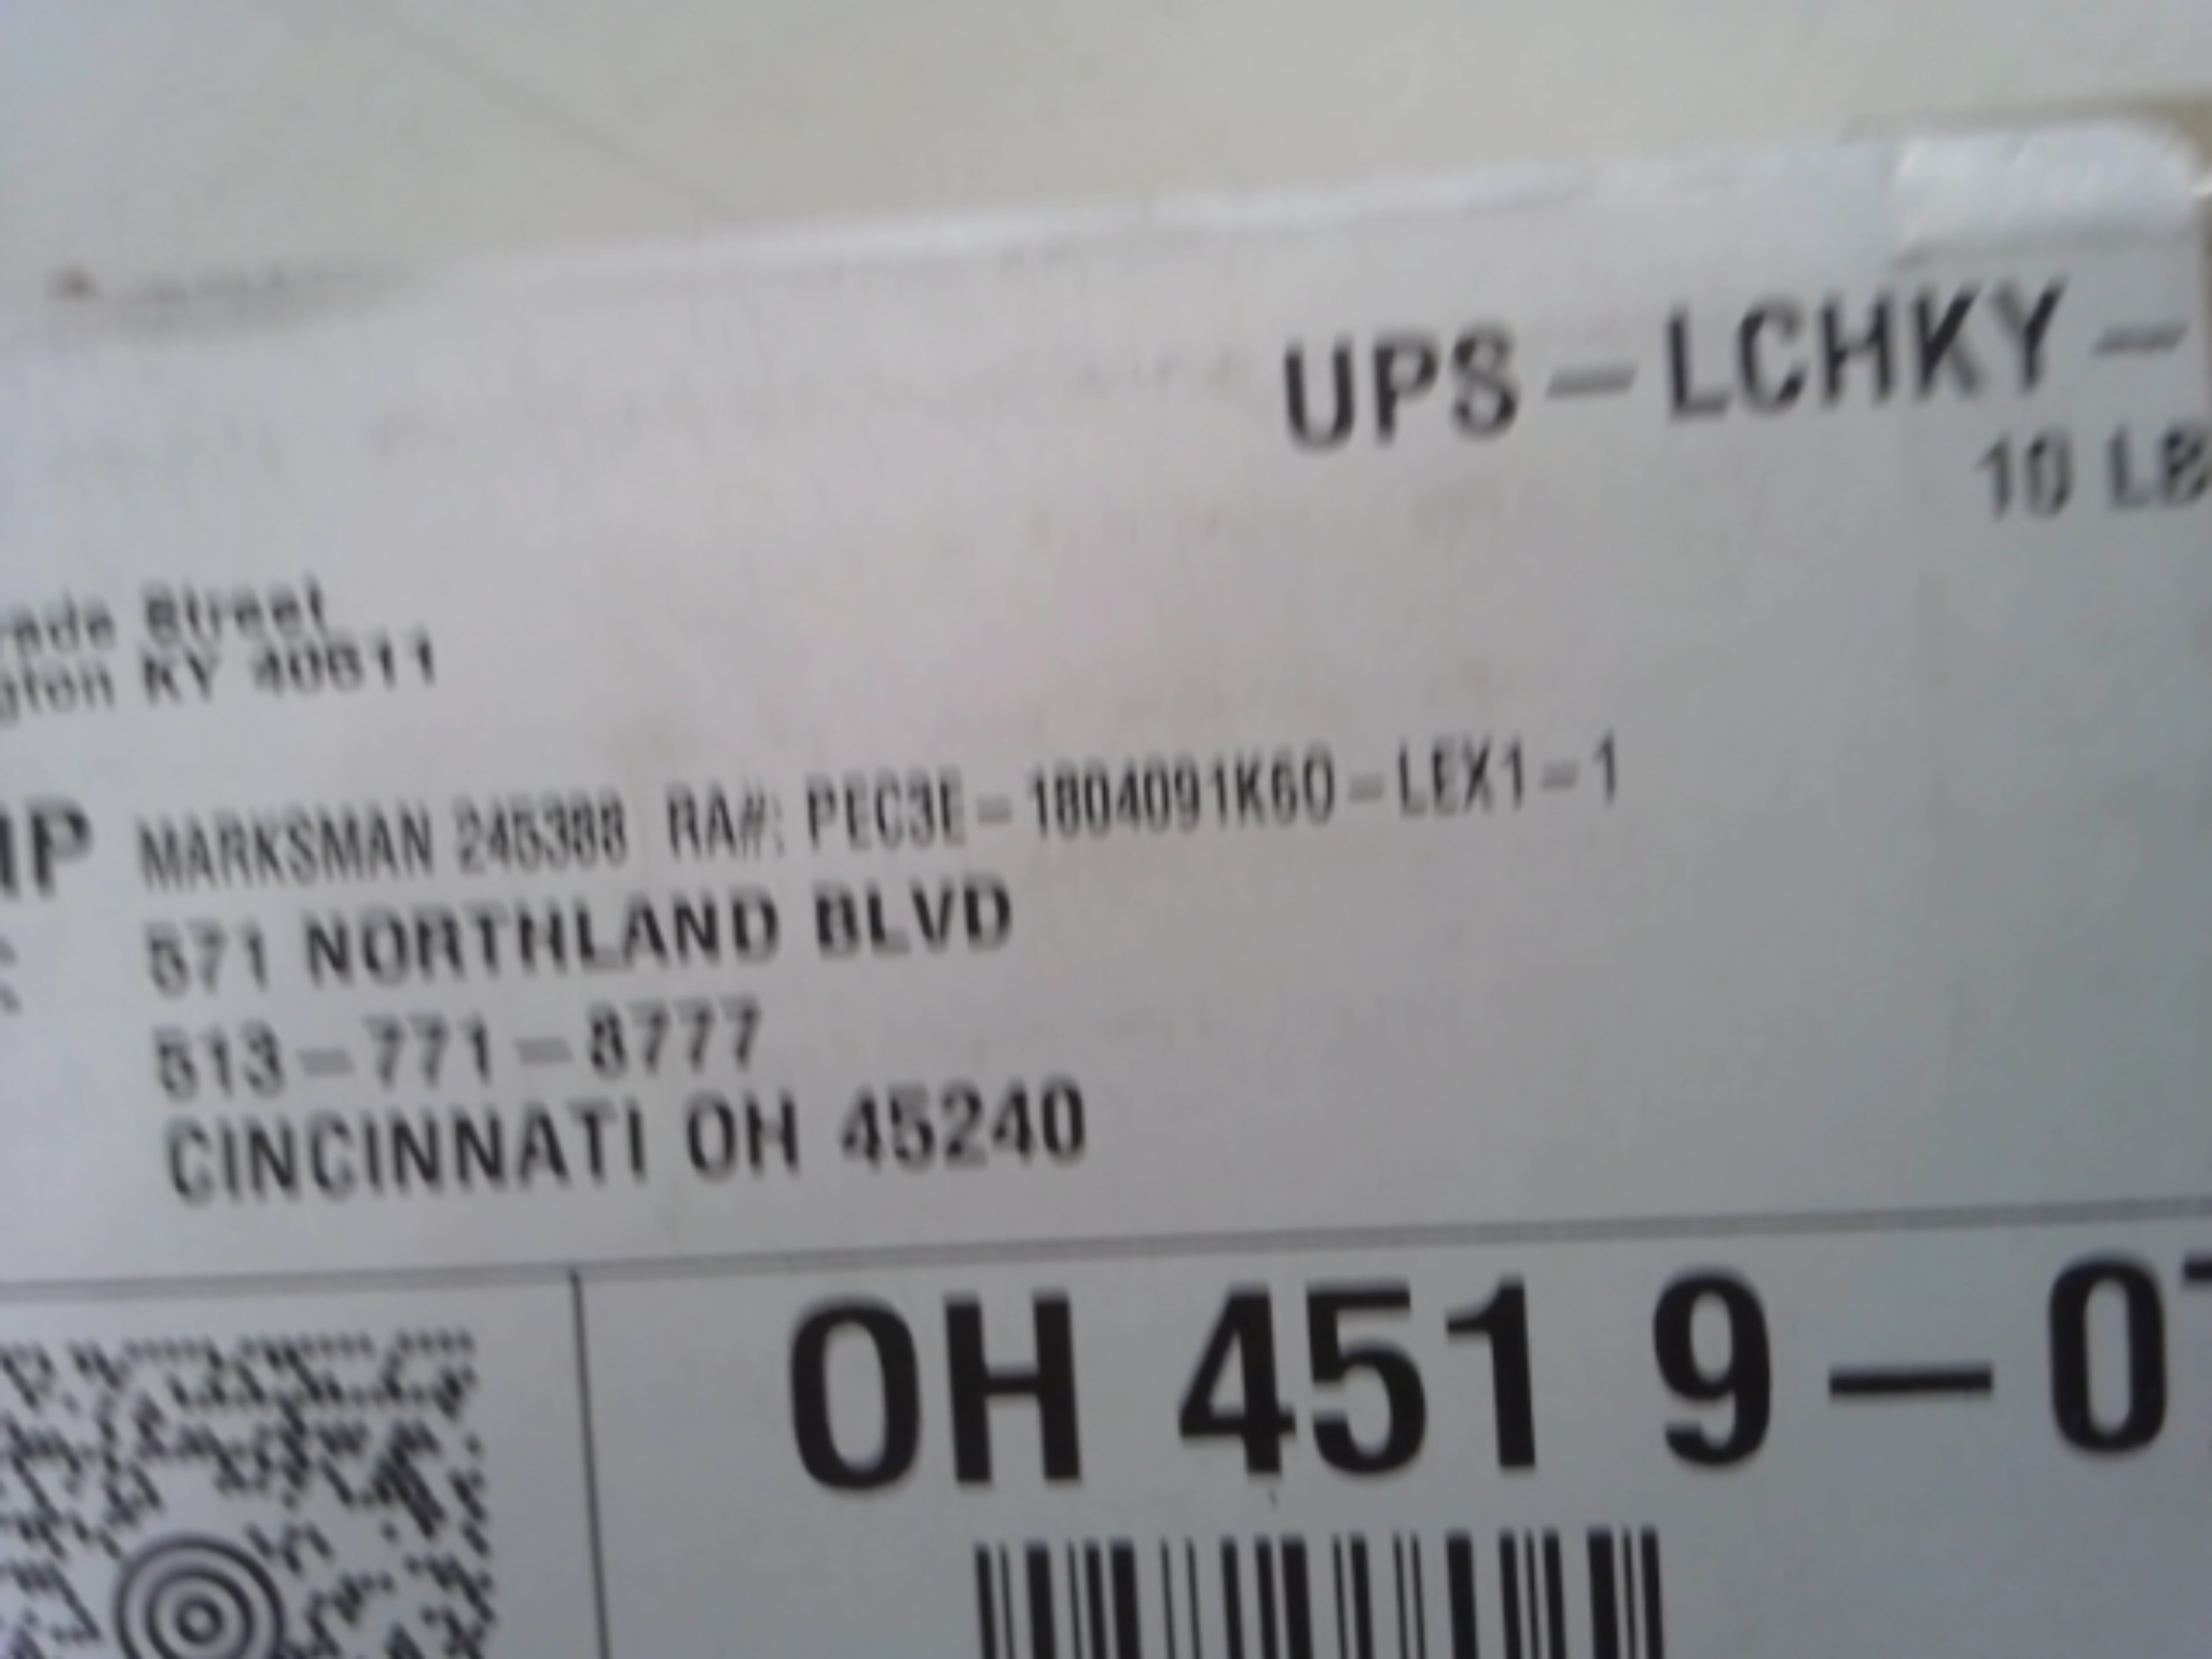 UPS-LCHKY-
10 LB
Street
KY 40511
MARKSMAN 245388 RA#: PEC3E-1804091K60-LEX1-1
571 NORTHLAND BLVD
513-771-8777
CINCINNATI OH 45240
OH 451 9-0